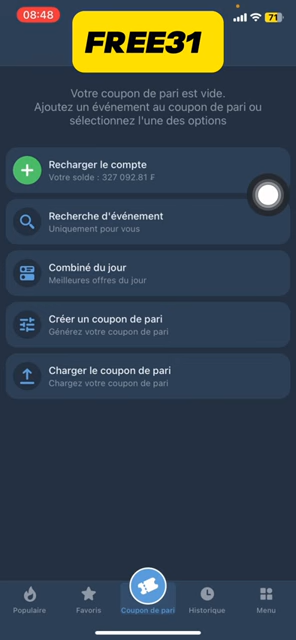 08:48
71
FREE31
Votre coupon de pari est vide.
Ajoutez un événement au coupon de pari ou
sélectionnez l'une des options
Recharger le compte
Votre solde : 327 092.81 ₣
Recherche d'événement
Uniquement pour vous
Combiné du jour
Meilleures offres du jour
Créer un coupon de pari
Générez votre coupon de pari
Charger le coupon de pari
Chargez votre coupon de pari
Populaire
Favoris
Coupon de pari
Historique
Menu